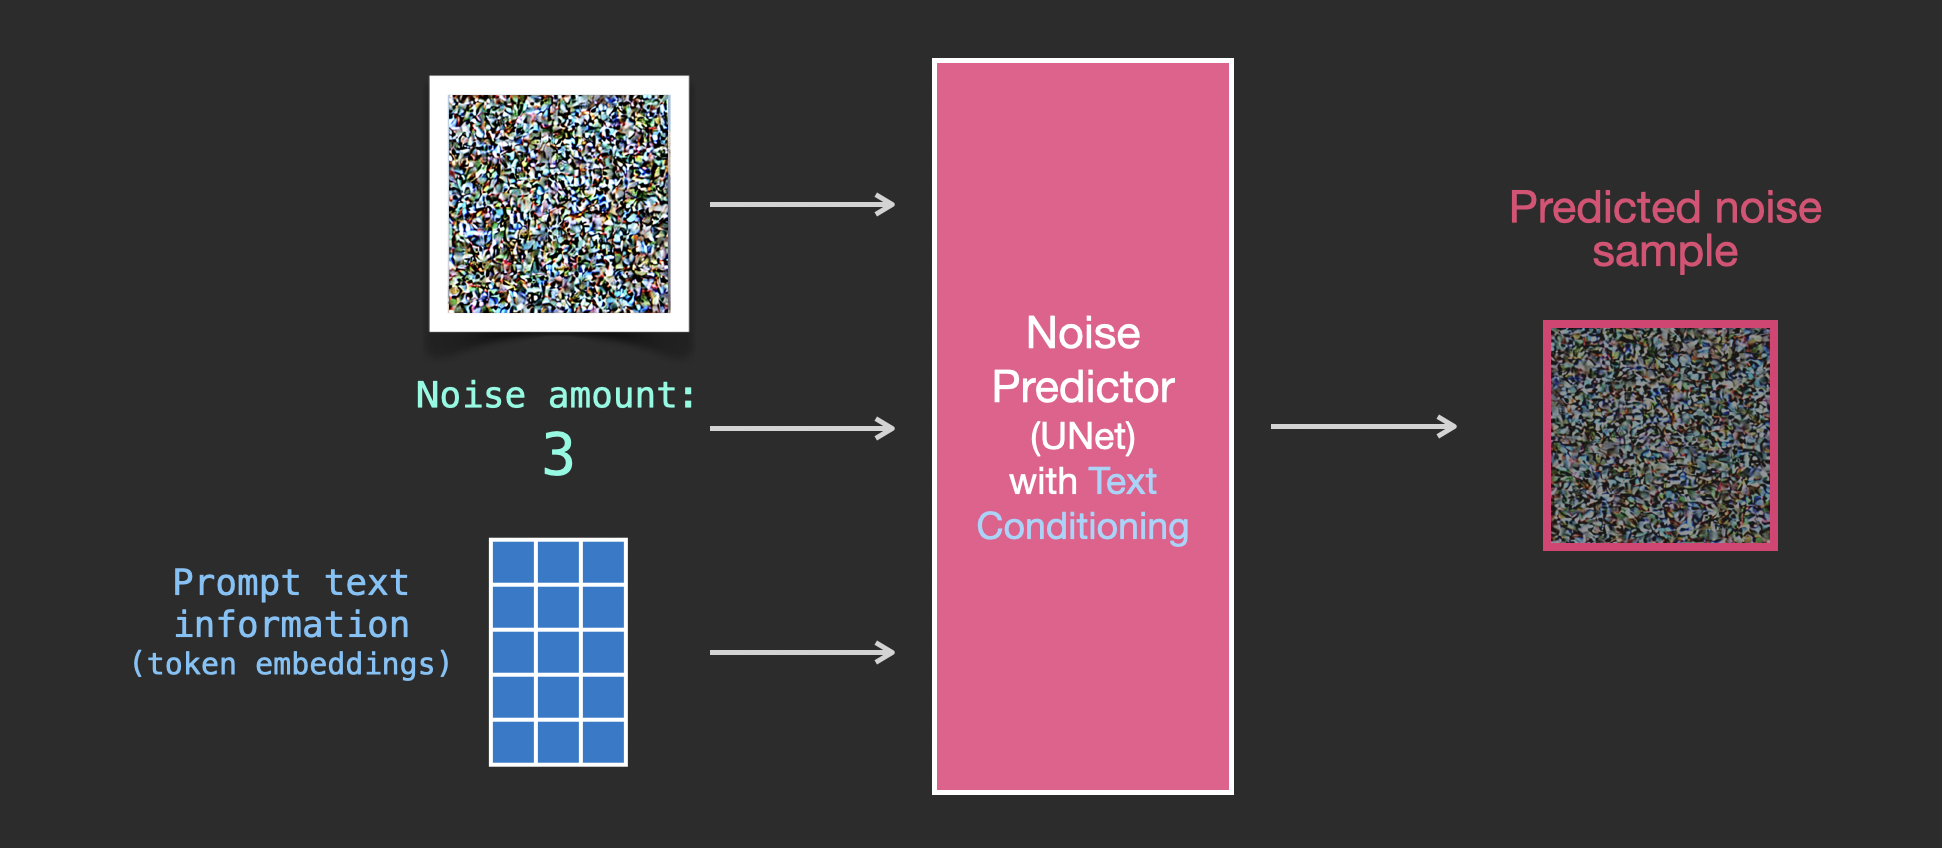 Noise amount:
3
Prompt text
information
(token embeddings)
Noise
Predictor
(UNet)
with Text
Conditioning
Predicted noise
sample